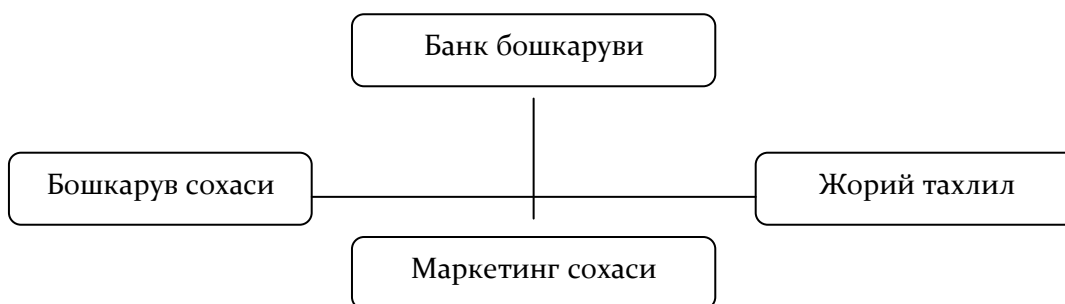 Банк бошкаруви
Бошкарув сохаси
Жорий тахлил
Маркетинг сохаси